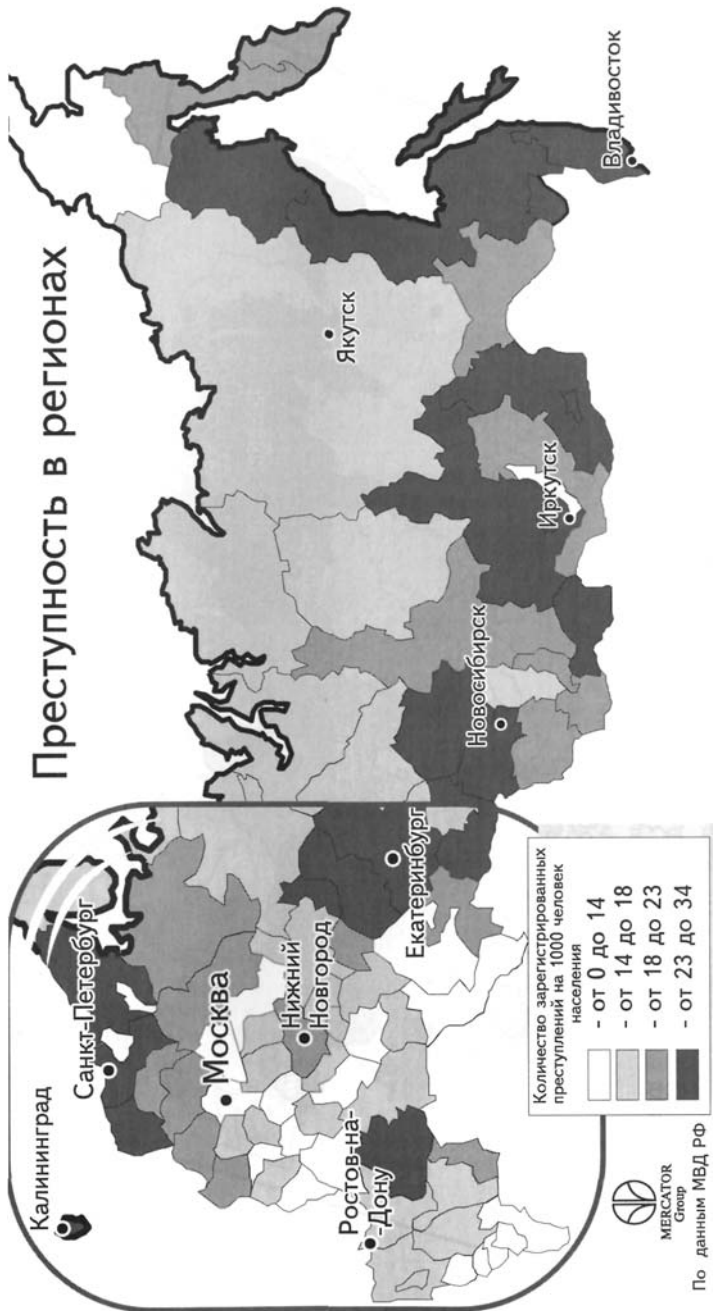 Преступность в регионах
Калининград
Санкт-Петербург
Москва
Нижний
Новгород
Ростов-на-
-Дону
Екатеринбург
Новосибирск
Иркутск
Якутск
Владивосток
Количество зарегистрированных
преступлений на 1000 человек
населения
- от 0 до 14
- от 14 до 18
- от 18 до 23
- от 23 до 34
MERCATOR
Group
По данным МВД РФ